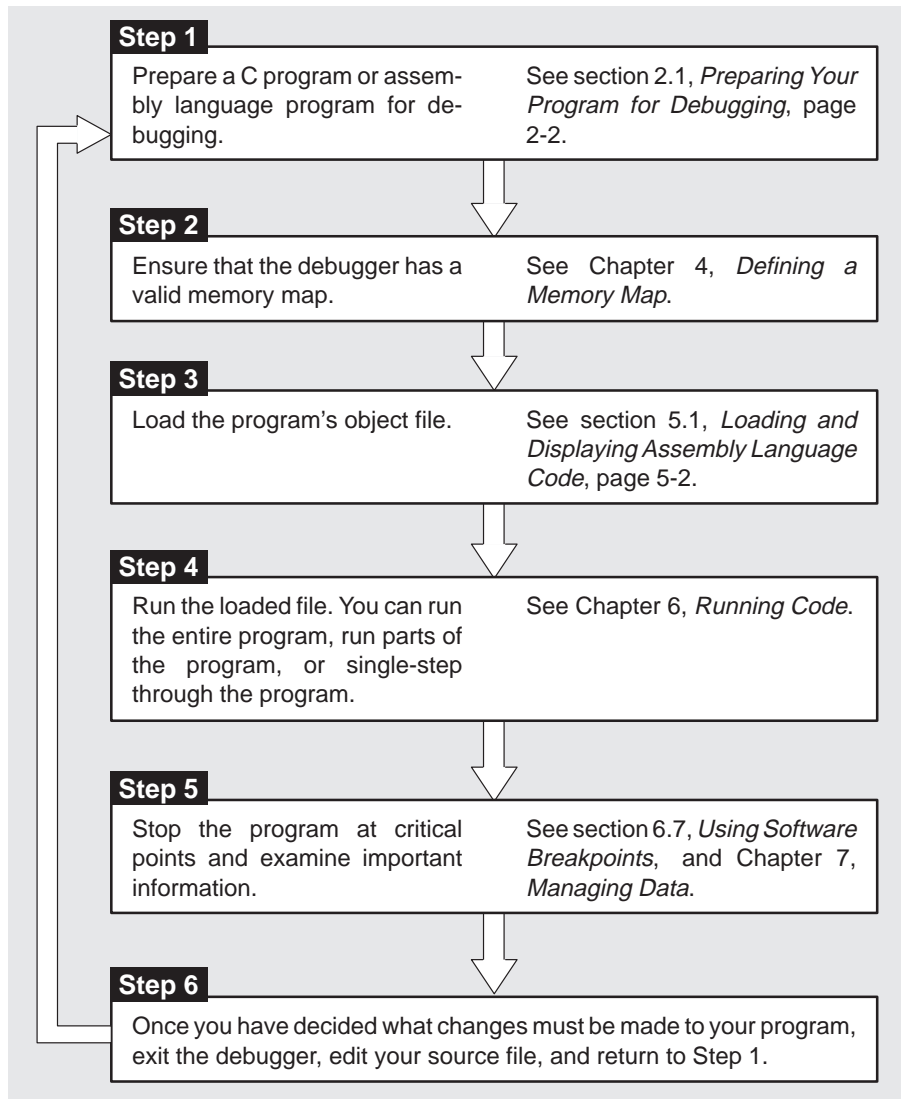 Step 1
Prepare a C program or assem-
bly language program for de-
bugging.
See section 2.1, Preparing Your
Program for Debugging, page
2-2.
Step 2
Ensure that the debugger has a
valid memory map.
See Chapter 4, Defining a
Memory Map.
Step 3
Load the program's object file.
See section 5.1, Loading and
Displaying Assembly Language
Code, page 5-2.
Step 4
Run the loaded file. You can run
the entire program, run parts of
the program, or single-step
through the program.
See Chapter 6, Running Code.
Step 5
Stop the program at critical
points and examine important
information.
See section 6.7, Using Software
Breakpoints, and Chapter 7,
Managing Data.
Step 6
Once you have decided what changes must be made to your program,
exit the debugger, edit your source file, and return to Step 1.